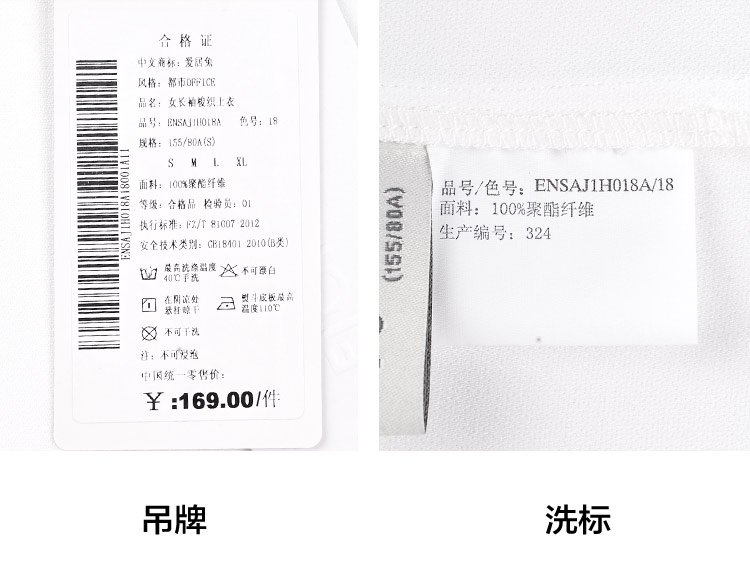 合格证
中文商标：爱居兔
风格：都市OFFICE
品名：女长袖梭织上衣
品号：ENSAJ1H018A 色号：18
规格：155/80A(S)
S M L XL
面料：100%聚酯纤维
等级：合格品 检验员：01
执行标准：FZ/T 81007-2012
安全技术类别：GB18401-2010(B类)
最高洗涤温度
40℃手洗
不可漂白
在阴凉处
悬挂晾干
熨斗底板最高
温度110℃
不可干洗
注：不可浸泡
中国统一零售价：
￥:169.00/件
ENSAJ1H018A18001A11
(155/80A)
品号/色号：ENSAJ1H018A/18
面料：100%聚酯纤维
生产编号：324
吊牌
洗标